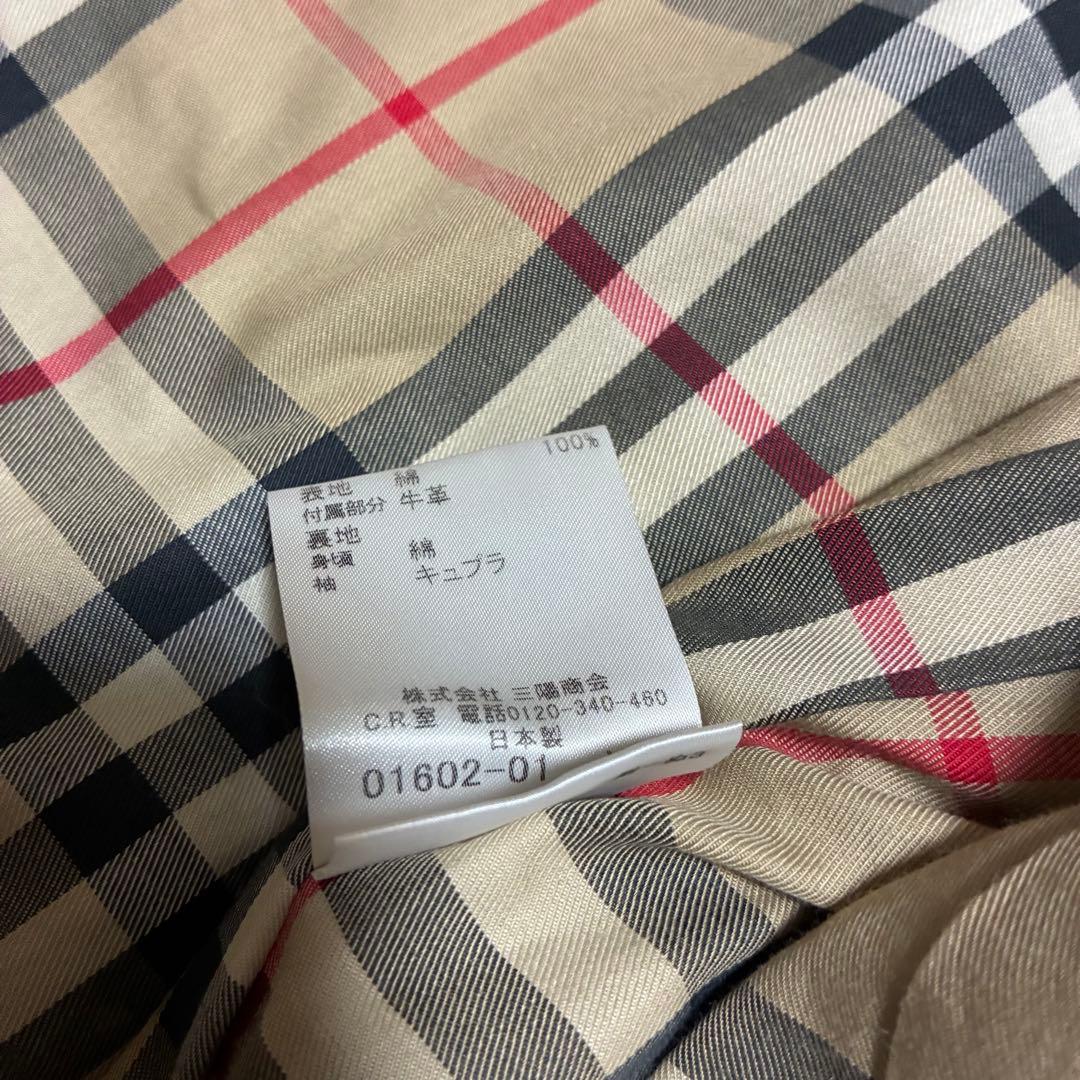 表地 綿 100%
付属部分 牛革
裏地
身頃 綿
袖 キュプラ
株式会社 三陽商会
C.R室 電話0120-340-460
日本製
01602-01